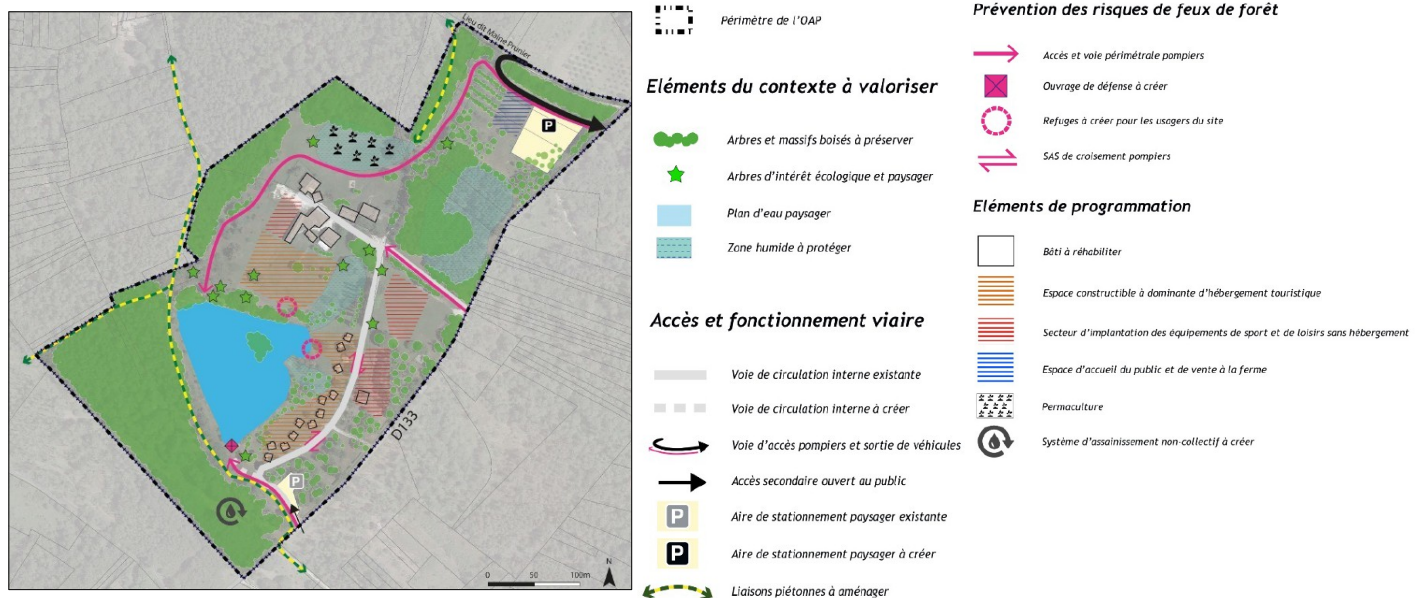 Lieu dit Maine Prunier
P
D133
P
0 50 100m
N
Périmètre de l'OAP
Eléments du contexte à valoriser
Arbres et massifs boisés à préserver
Arbres d'intérêt écologique et paysager
Plan d'eau paysager
Zone humide à protéger
Accès et fonctionnement viaire
Voie de circulation interne existante
Voie de circulation interne à créer
Voie d'accès pompiers et sortie de véhicules
Accès secondaire ouvert au public
P Aire de stationnement paysager existante
P Aire de stationnement paysager à créer
Liaisons piétonnes à aménager
Prévention des risques de feux de forêt
Accès et voie périmétrale pompiers
Ouvrage de défense à créer
Refuges à créer pour les usagers du site
SAS de croisement pompiers
Eléments de programmation
Bâti à réhabiliter
Espace constructible à dominante d'hébergement touristique
Secteur d'implantation des équipements de sport et de loisirs sans hébergement
Espace d'accueil du public et de vente à la ferme
Permaculture
Système d'assainissement non-collectif à créer